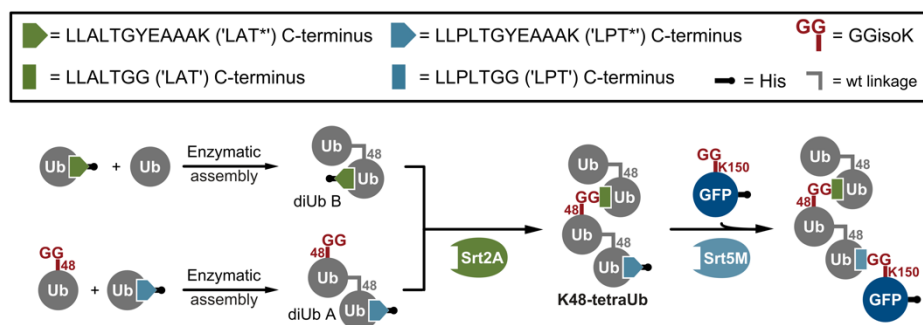 = LLALTGYEAAAK ('LAT*') C-terminus
= LLPLTGYEAAAK ('LPT*') C-terminus
GG = GGisoK
= LLALTGG ('LAT') C-terminus
= LLPLTGG ('LPT') C-terminus
= His
= wt linkage
Ub + Ub
Enzymatic
assembly
Ub
48
Ub
diUb B
GG
48
Ub + Ub
Enzymatic
assembly
GG
48
Ub
48
Ub
diUb A
Srt2A
Ub
48
GG
Ub
48
Ub
48
Ub
K48-tetraUb
GG
K150
GFP
Srt5M
Ub
48
GG
Ub
48
Ub
48
Ub
GG
K150
GFP